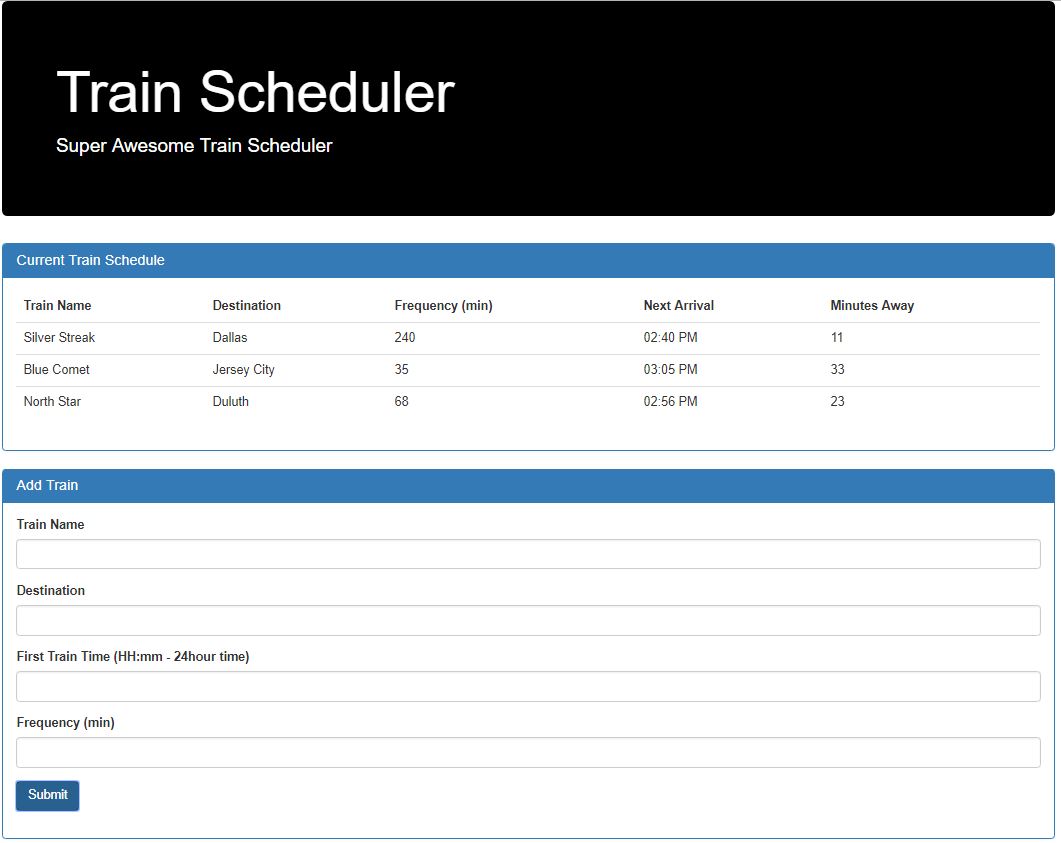 Train Scheduler
Super Awesome Train Scheduler
Current Train Schedule
Train Name Destination Frequency (min) Next Arrival Minutes Away
Silver Streak Dallas 240 02:40 PM 11
Blue Comet Jersey City 35 03:05 PM 33
North Star Duluth 68 02:56 PM 23
Add Train
Train Name
Destination
First Train Time (HH:mm - 24hour time)
Frequency (min)
Submit